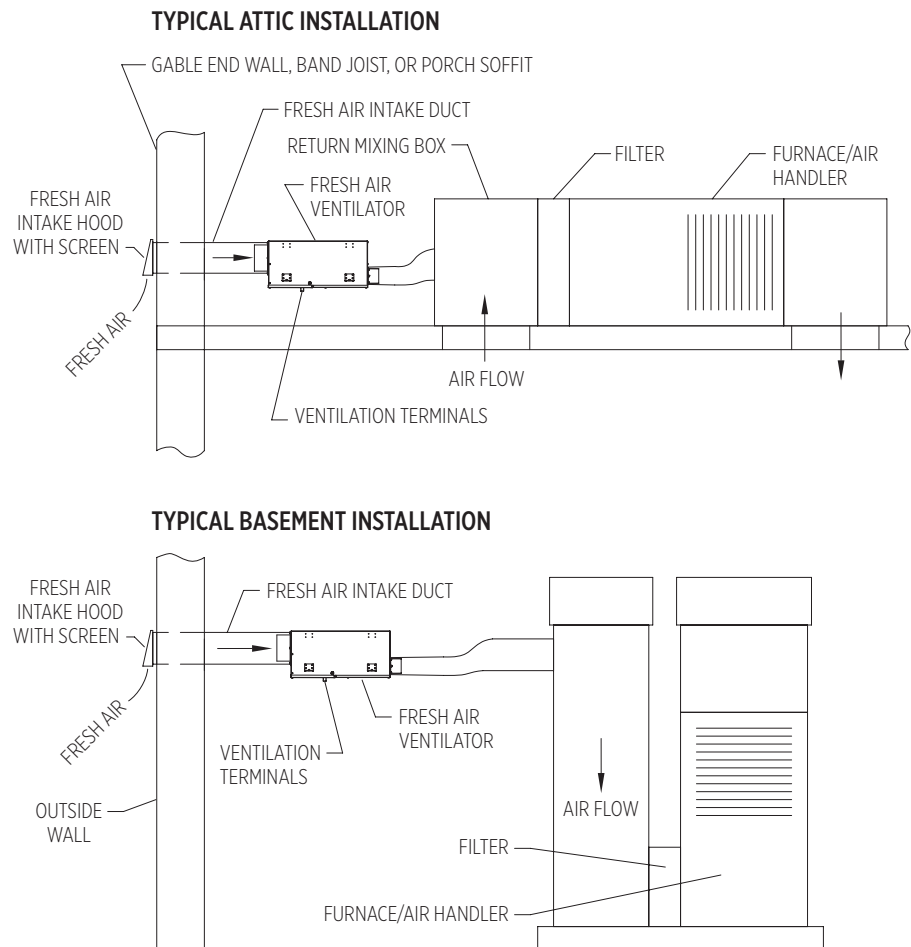 TYPICAL ATTIC INSTALLATION
GABLE END WALL, BAND JOIST, OR PORCH SOFFIT
FRESH AIR INTAKE DUCT
RETURN MIXING BOX
FILTER
FURNACE/AIR
HANDLER
FRESH AIR
VENTILATOR
FRESH AIR
INTAKE HOOD
WITH SCREEN
FRESH AIR
AIR FLOW
VENTILATION TERMINALS
TYPICAL BASEMENT INSTALLATION
FRESH AIR
INTAKE HOOD
WITH SCREEN
FRESH AIR INTAKE DUCT
FRESH AIR
FRESH AIR
VENTILATOR
VENTILATION
TERMINALS
OUTSIDE
WALL
AIR FLOW
FILTER
FURNACE/AIR HANDLER